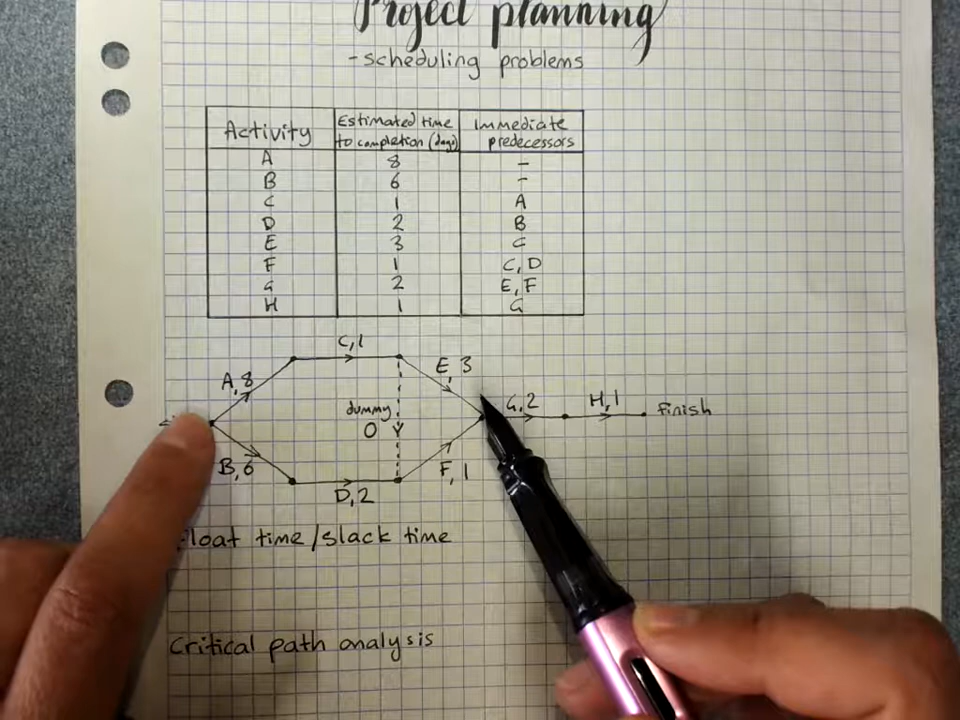 Project planning
-scheduling problems
Activity Estimated time to completion (days) Immediate predecessors
A 8 -
B 6 -
C 1 A
D 2 B
E 3 C
F 1 C, D
G 2 E, F
H 1 G
C,1
E, 3
A,8
dummy
0
G,2
H,1
Finish
B,6
F, 1
D,2
Float time/slack time
Critical path analysis